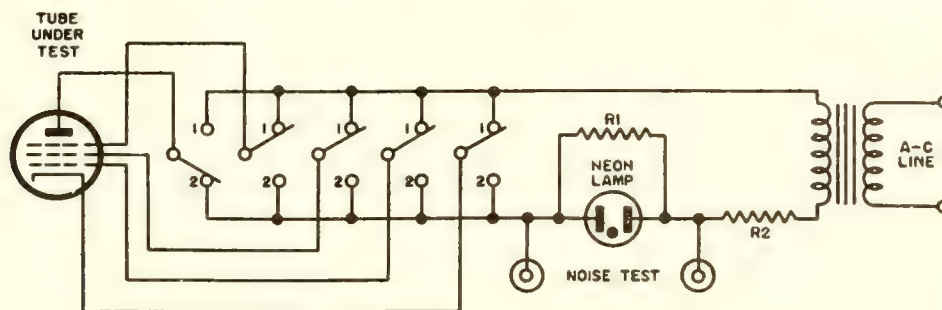 TUBE
UNDER
TEST
1 1 1 1 1
2 2 2 2 2
R1
NEON
LAMP
R2
NOISE TEST
A-C
LINE